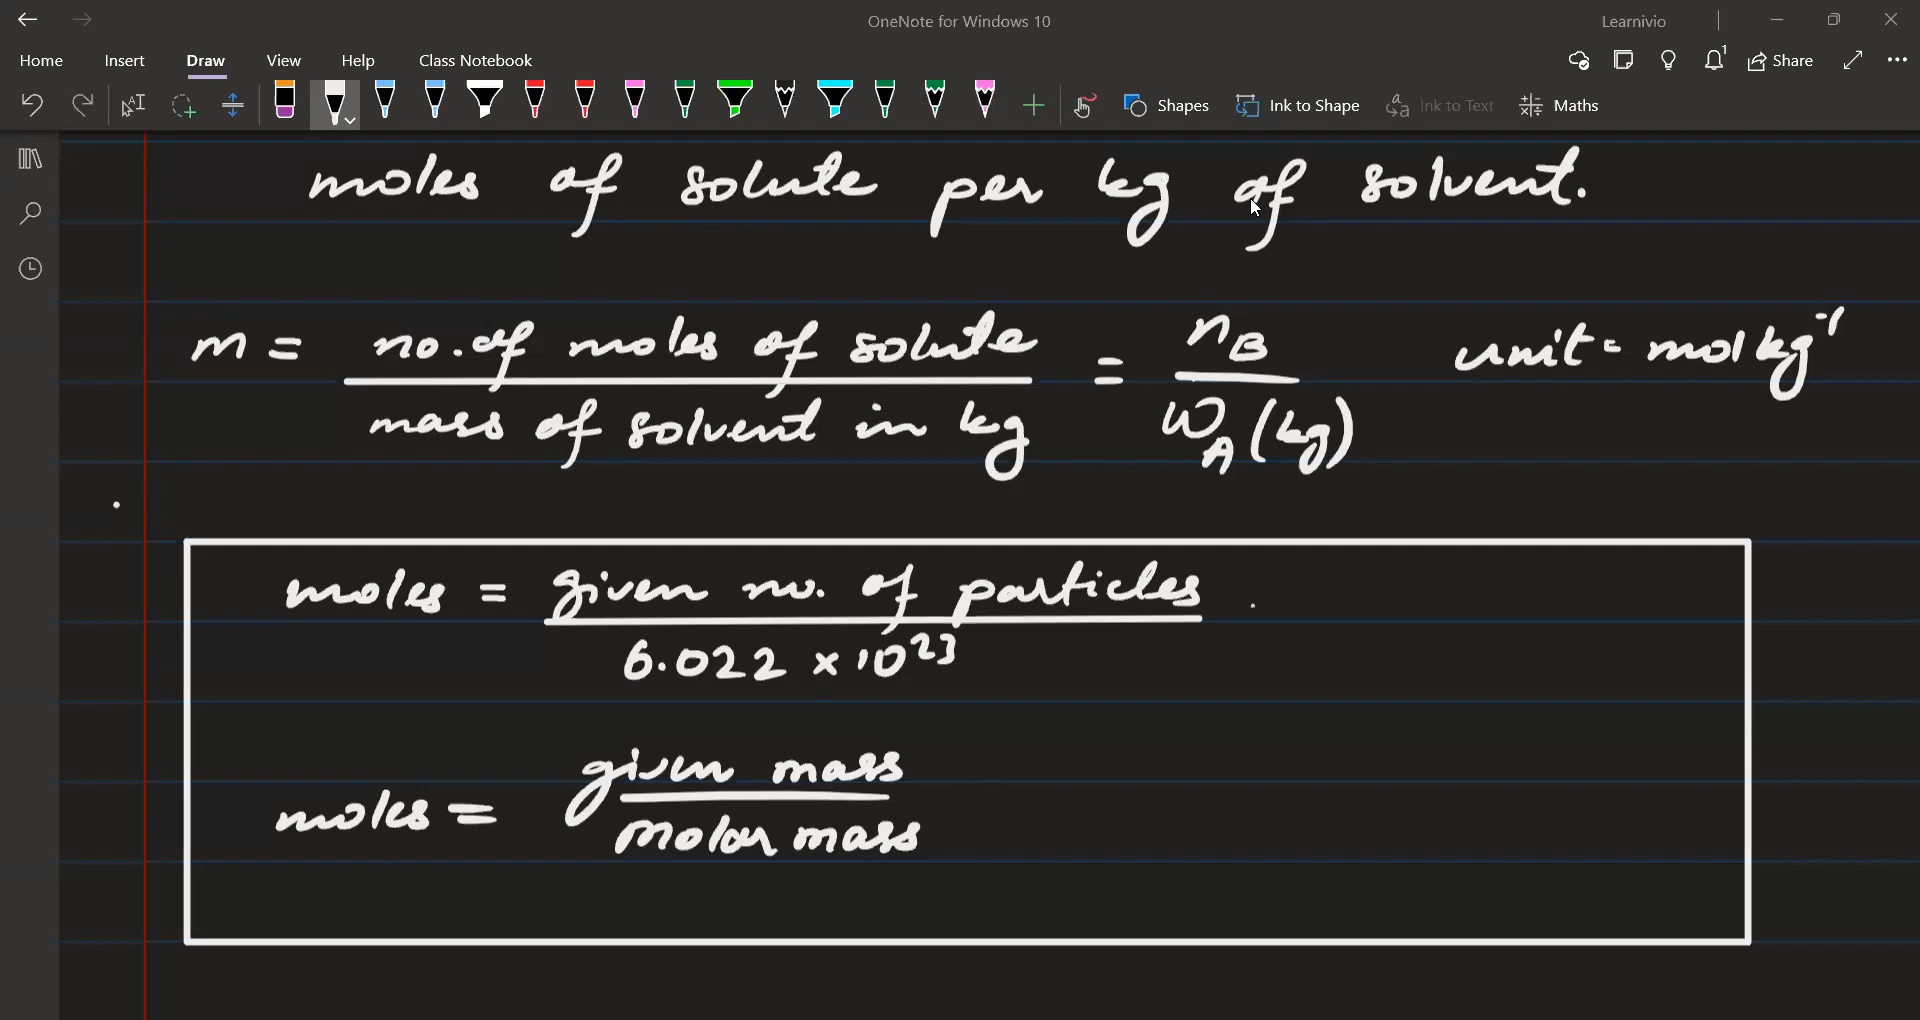 OneNote for Windows 10
Learnivio
Home Insert Draw View Help Class Notebook
1
Share
Shapes Ink to Shape Ink to Text Maths
moles of solute per kg of solvent.
m = no. of moles of solute / mass of solvent in kg = nB / WA (kg) unit = mol kg⁻¹
moles = given no. of particles / 6.022 × 10²³
moles = given mass / molar mass